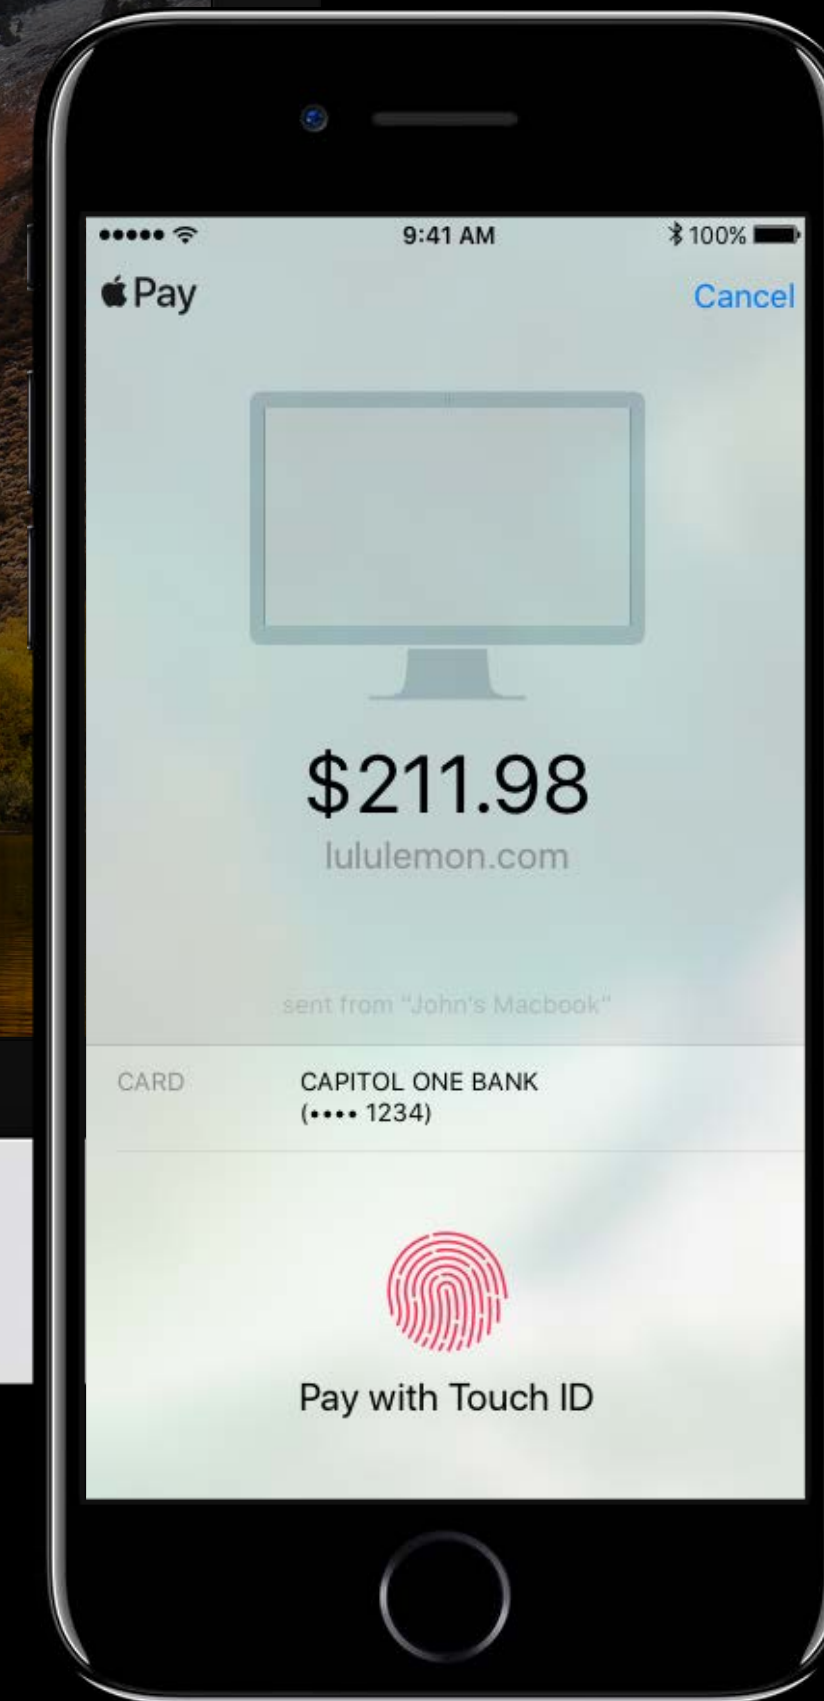 9:41 AM
100%
Pay
Cancel
$211.98
lululemon.com
sent from "John's Macbook"
CARD
CAPITOL ONE BANK
(•••• 1234)
Pay with Touch ID